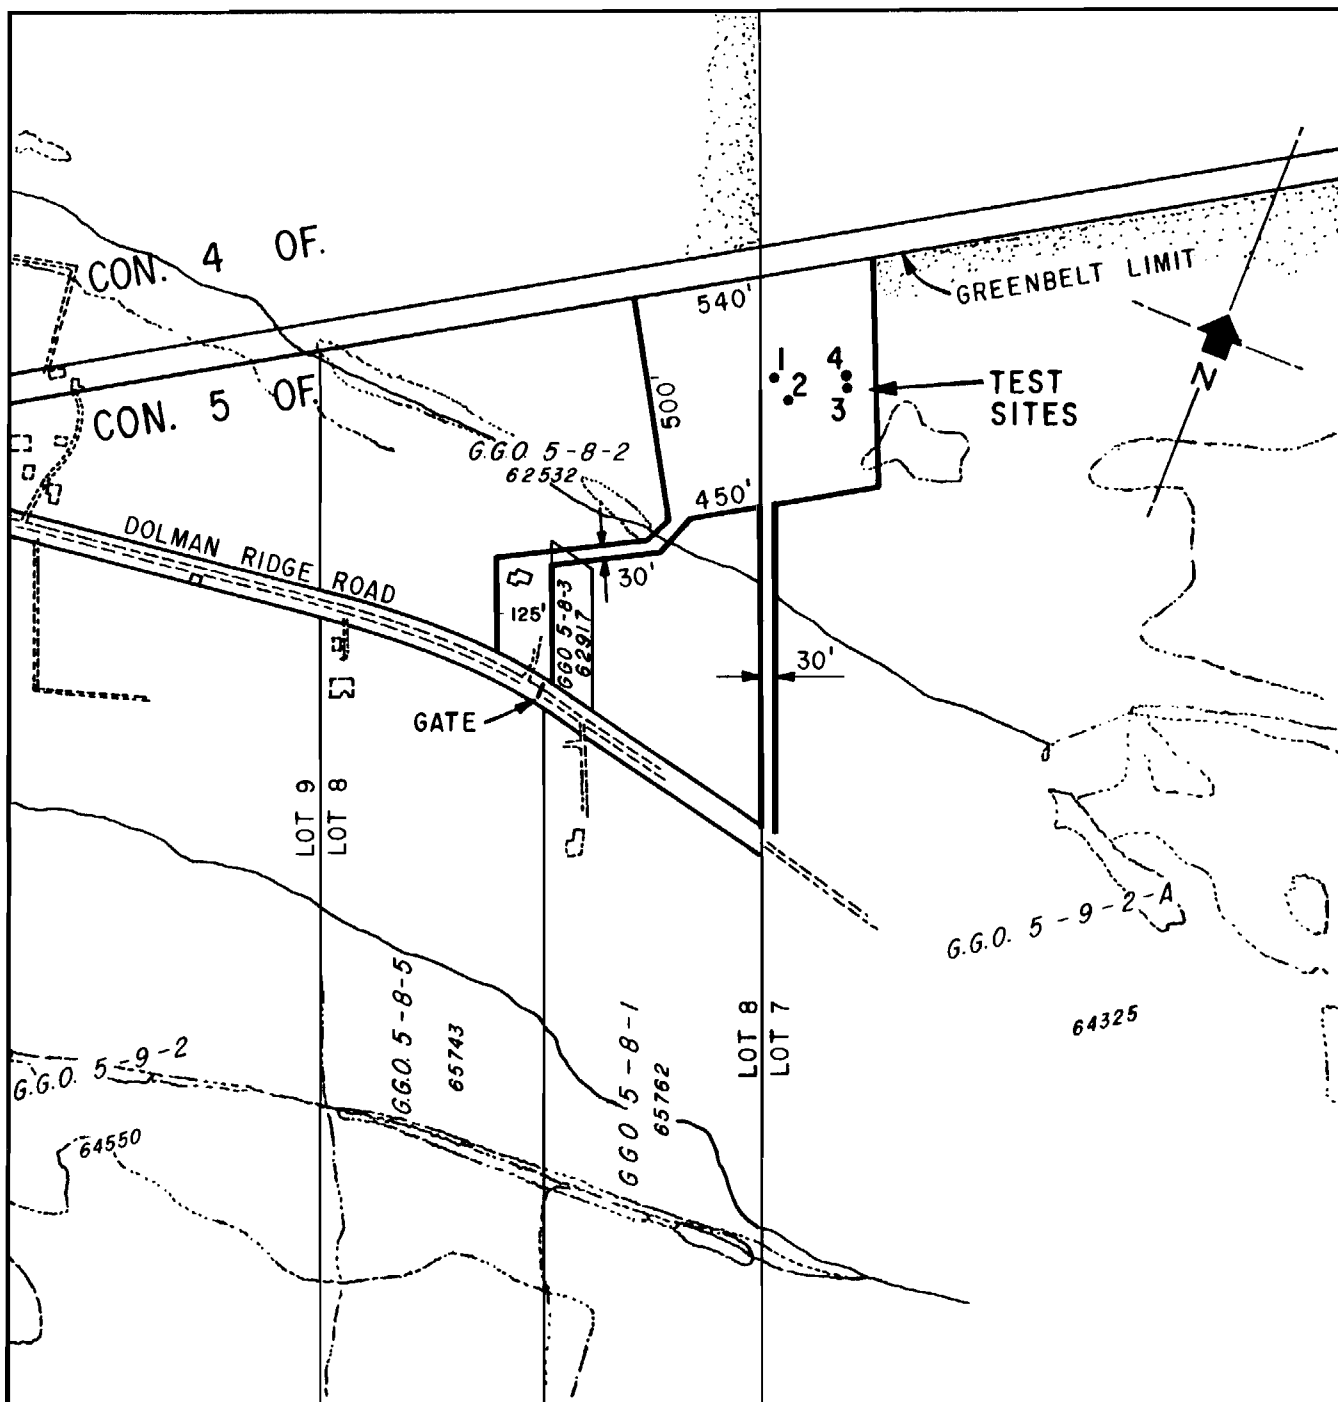 CON. 4 OF.
GREENBELT LIMIT
540'
N
CON. 5 OF.
500'
1
2
4
3
TEST
SITES
G.G.O. 5-8-2
62532
450'
DOLMAN RIDGE ROAD
30'
125'
GGO 5-8-3
62917
30'
GATE
LOT 9
LOT 8
G.G.O. 5-9-2-A
64325
LOT 8
LOT 7
G.G.O. 5-8-5
65743
GGO 5-8-1
65762
G.G.O. 5-9-2
64550